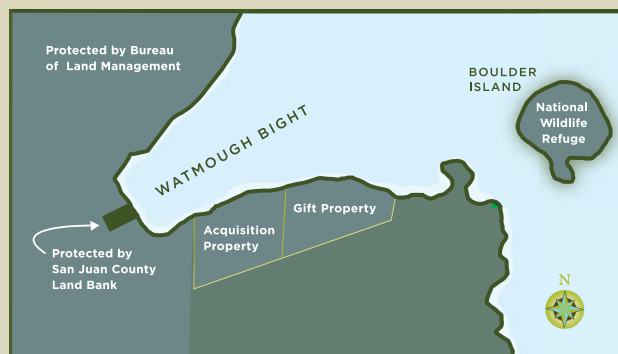 Protected by Bureau
of Land Management
BOULDER
ISLAND
National
Wildlife
Refuge
WATMOUGH BIGHT
Gift Property
Acquisition
Property
Protected by
San Juan County
Land Bank
N